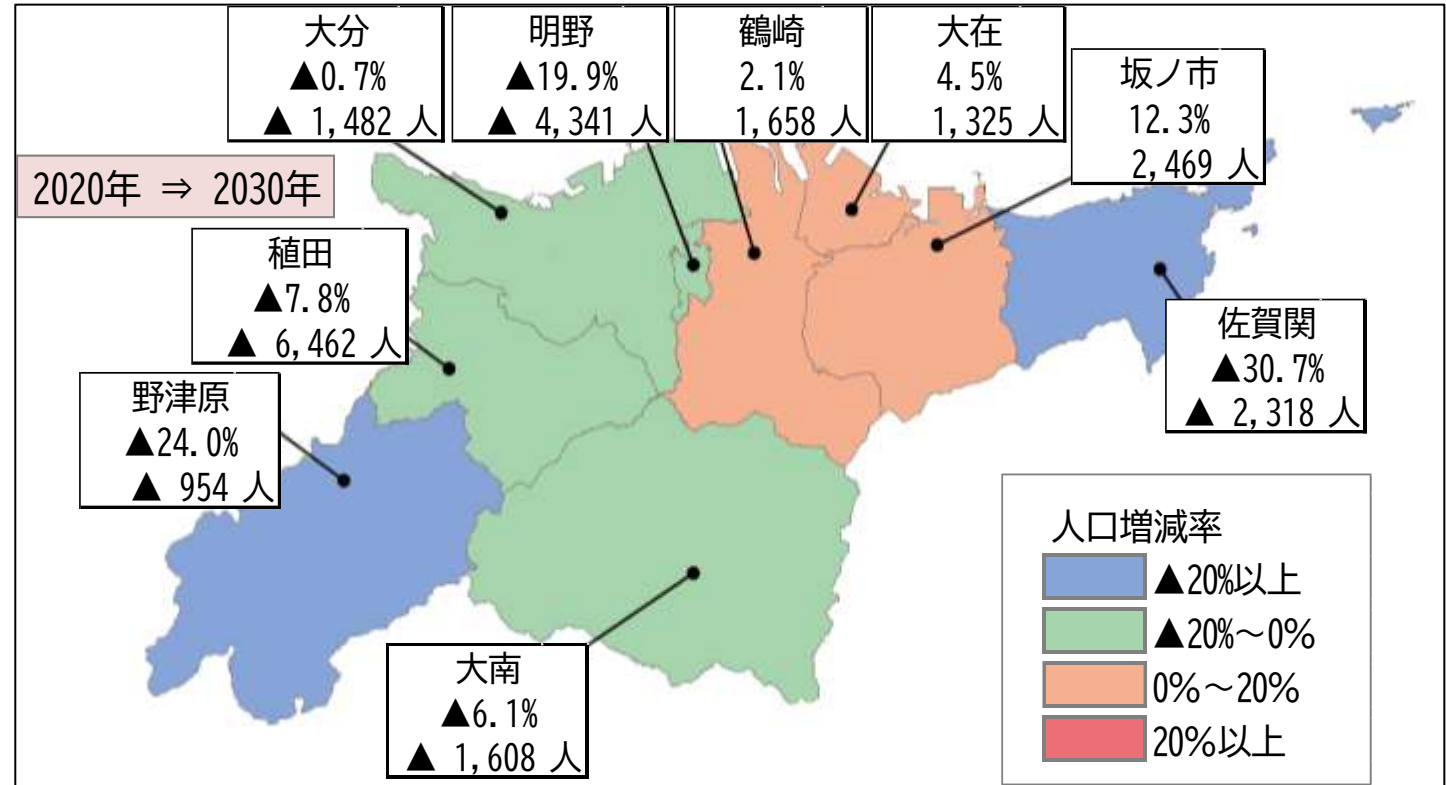 大分
▲0.7%
▲ 1,482 人
明野
▲19.9%
▲ 4,341 人
鶴崎
2.1%
1,658 人
大在
4.5%
1,325 人
坂ノ市
12.3%
2,469 人
2020年 ⇒ 2030年
稙田
▲7.8%
▲ 6,462 人
佐賀関
▲30.7%
▲ 2,318 人
野津原
▲24.0%
▲ 954 人
大南
▲6.1%
▲ 1,608 人
人口増減率
▲20%以上
▲20%～0%
0%～20%
20%以上